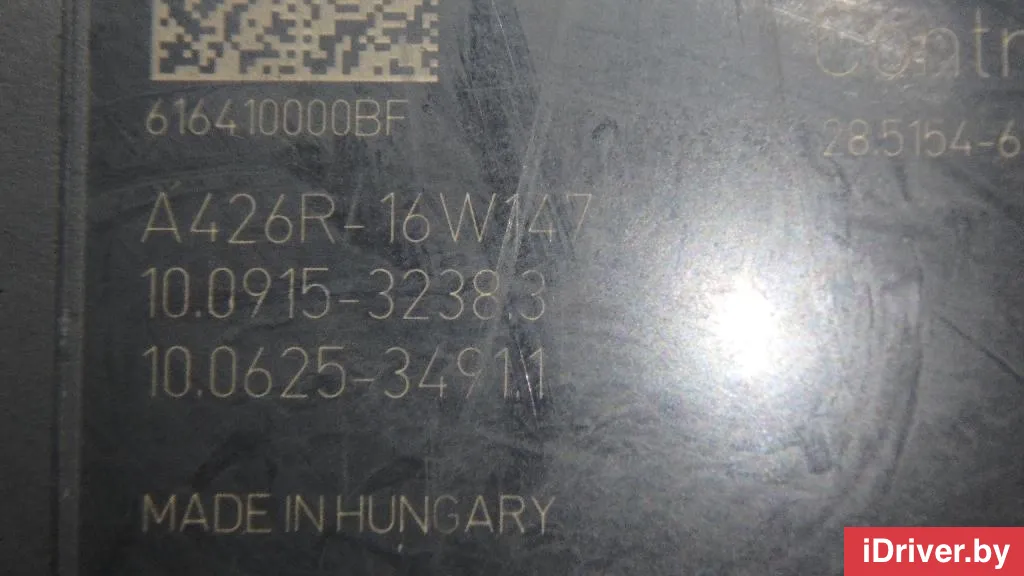 616410000BF
Contr
28.5154-6
A426R-16W147
10.0915-3238.3
10.0625-3491.1
MADE IN HUNGARY
iDriver.by